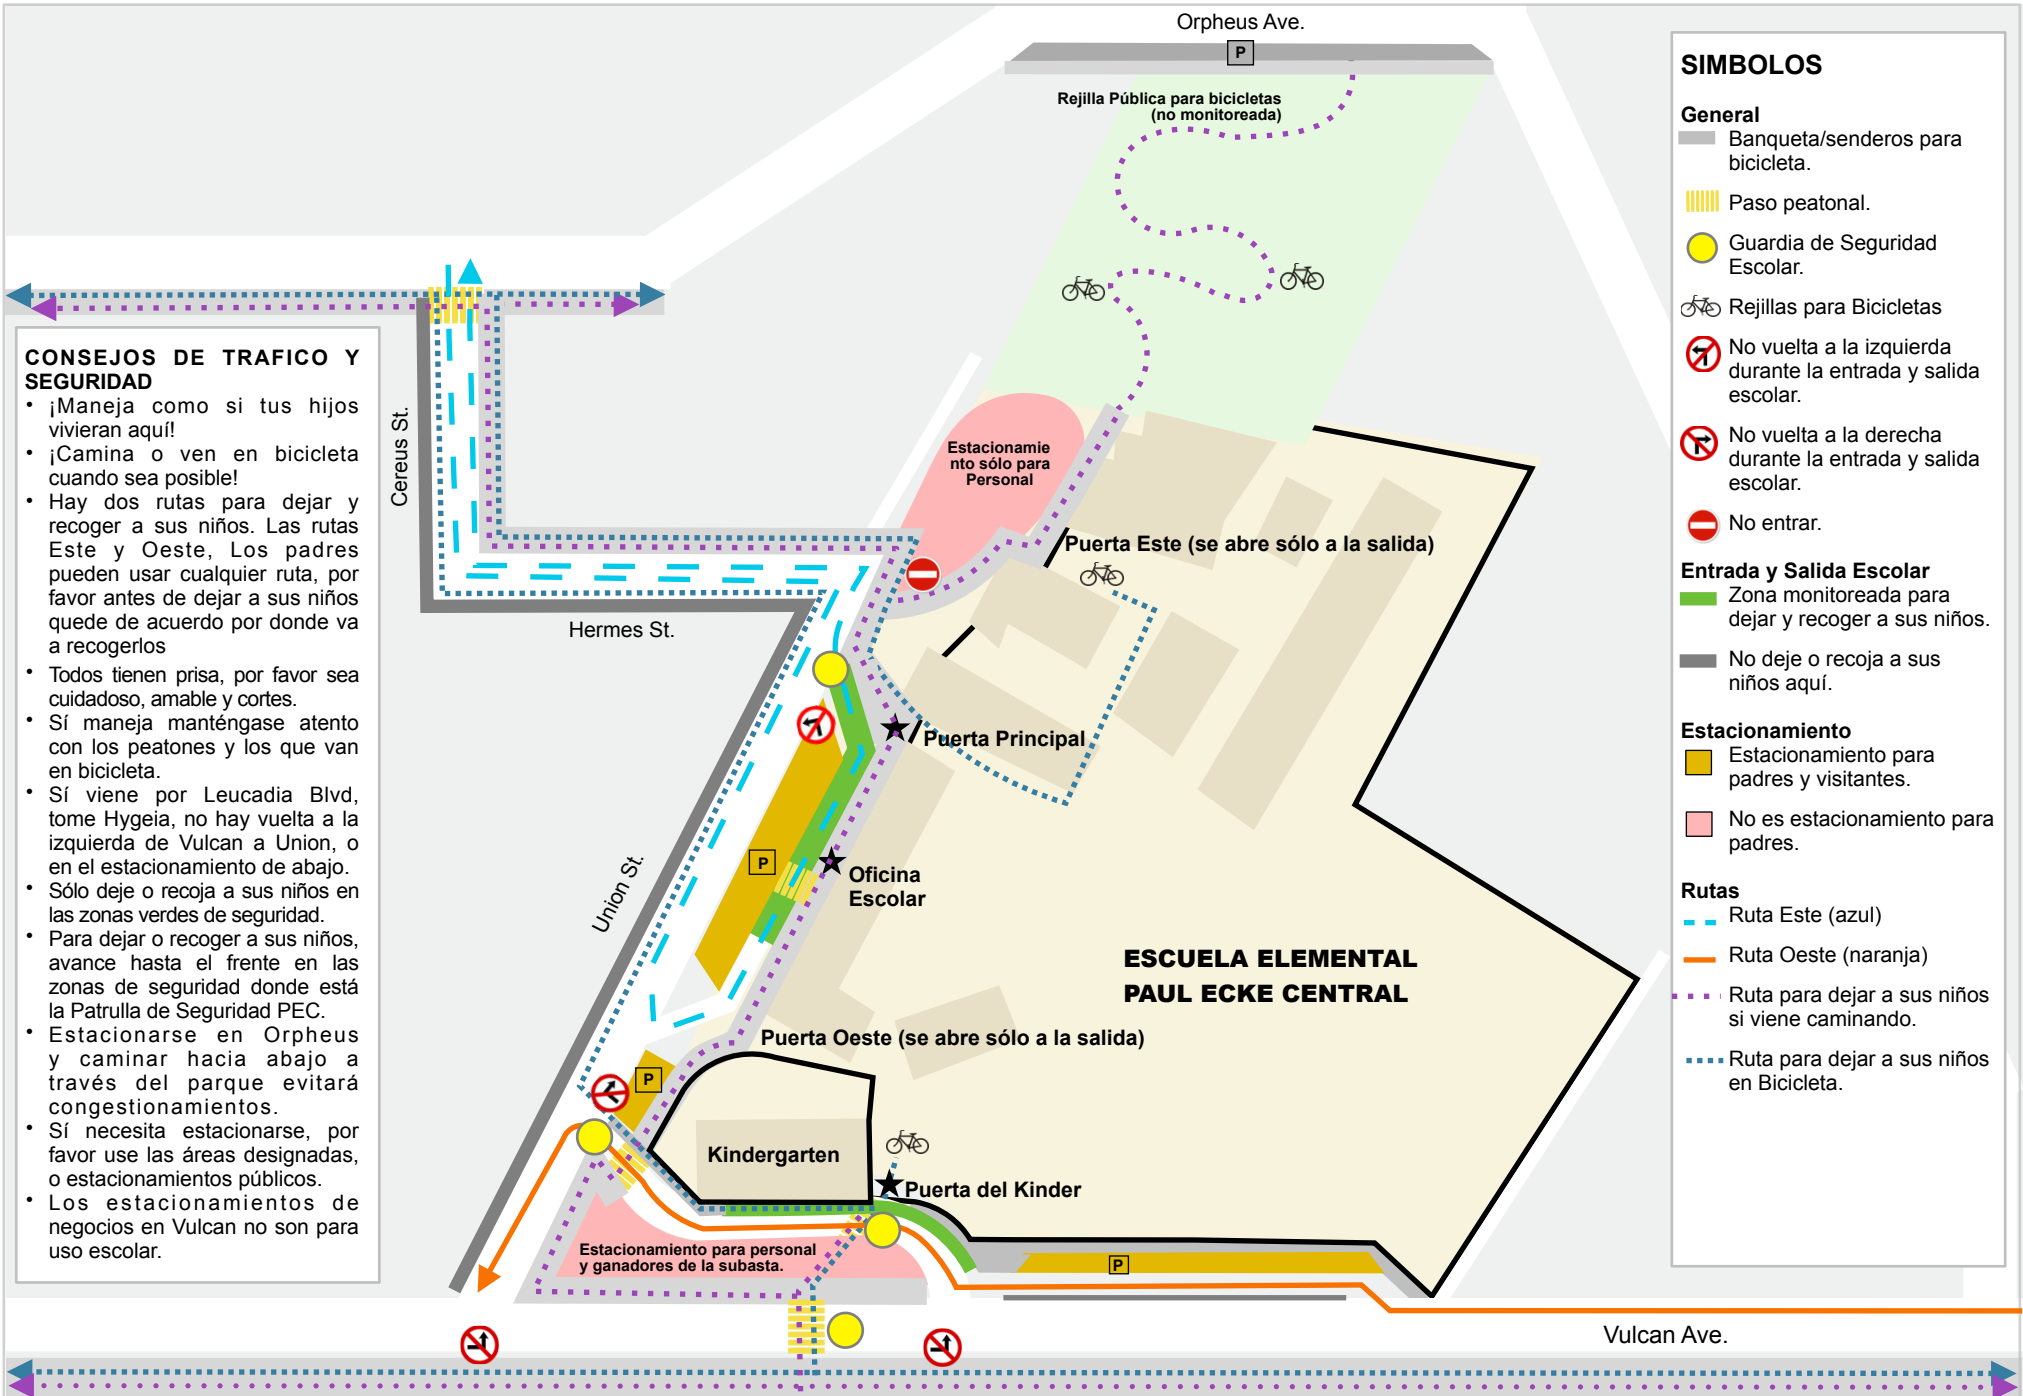 Orpheus Ave.
P
Rejilla Pública para bicicletas
(no monitoreada)
CONSEJOS DE TRAFICO Y
SEGURIDAD
• ¡Maneja como si tus hijos
vivieran aquí!
• ¡Camina o ven en bicicleta
cuando sea posible!
• Hay dos rutas para dejar y
recoger a sus niños. Las rutas
Este y Oeste, Los padres
pueden usar cualquier ruta, por
favor antes de dejar a sus niños
quede de acuerdo por donde va
a recogerlos
• Todos tienen prisa, por favor sea
cuidadoso, amable y cortes.
• Sí maneja manténgase atento
con los peatones y los que van
en bicicleta.
• Sí viene por Leucadia Blvd,
tome Hygeia, no hay vuelta a la
izquierda de Vulcan a Union, o
en el estacionamiento de abajo.
• Sólo deje o recoja a sus niños en
las zonas verdes de seguridad.
• Para dejar o recoger a sus niños,
avance hasta el frente en las
zonas de seguridad donde está
la Patrulla de Seguridad PEC.
• Estacionarse en Orpheus
y caminar hacia abajo a
través del parque evitará
congestionamientos.
• Sí necesita estacionarse, por
favor use las áreas designadas,
o estacionamientos públicos.
• Los estacionamientos de
negocios en Vulcan no son para
uso escolar.
Cereus St.
Hermes St.
Union St.
Estacionamie
nto sólo para
Personal
Puerta Este (se abre sólo a la salida)
Puerta Principal
P
Oficina
Escolar
ESCUELA ELEMENTAL
PAUL ECKE CENTRAL
Puerta Oeste (se abre sólo a la salida)
P
Kindergarten
Puerta del Kinder
Estacionamiento para personal
y ganadores de la subasta.
P
Vulcan Ave.
SIMBOLOS
General
Banqueta/senderos para
bicicleta.
Paso peatonal.
Guardia de Seguridad
Escolar.
Rejillas para Bicicletas
No vuelta a la izquierda
durante la entrada y salida
escolar.
No vuelta a la derecha
durante la entrada y salida
escolar.
No entrar.
Entrada y Salida Escolar
Zona monitoreada para
dejar y recoger a sus niños.
No deje o recoja a sus
niños aquí.
Estacionamiento
Estacionamiento para
padres y visitantes.
No es estacionamiento para
padres.
Rutas
Ruta Este (azul)
Ruta Oeste (naranja)
Ruta para dejar a sus niños
si viene caminando.
Ruta para dejar a sus niños
en Bicicleta.